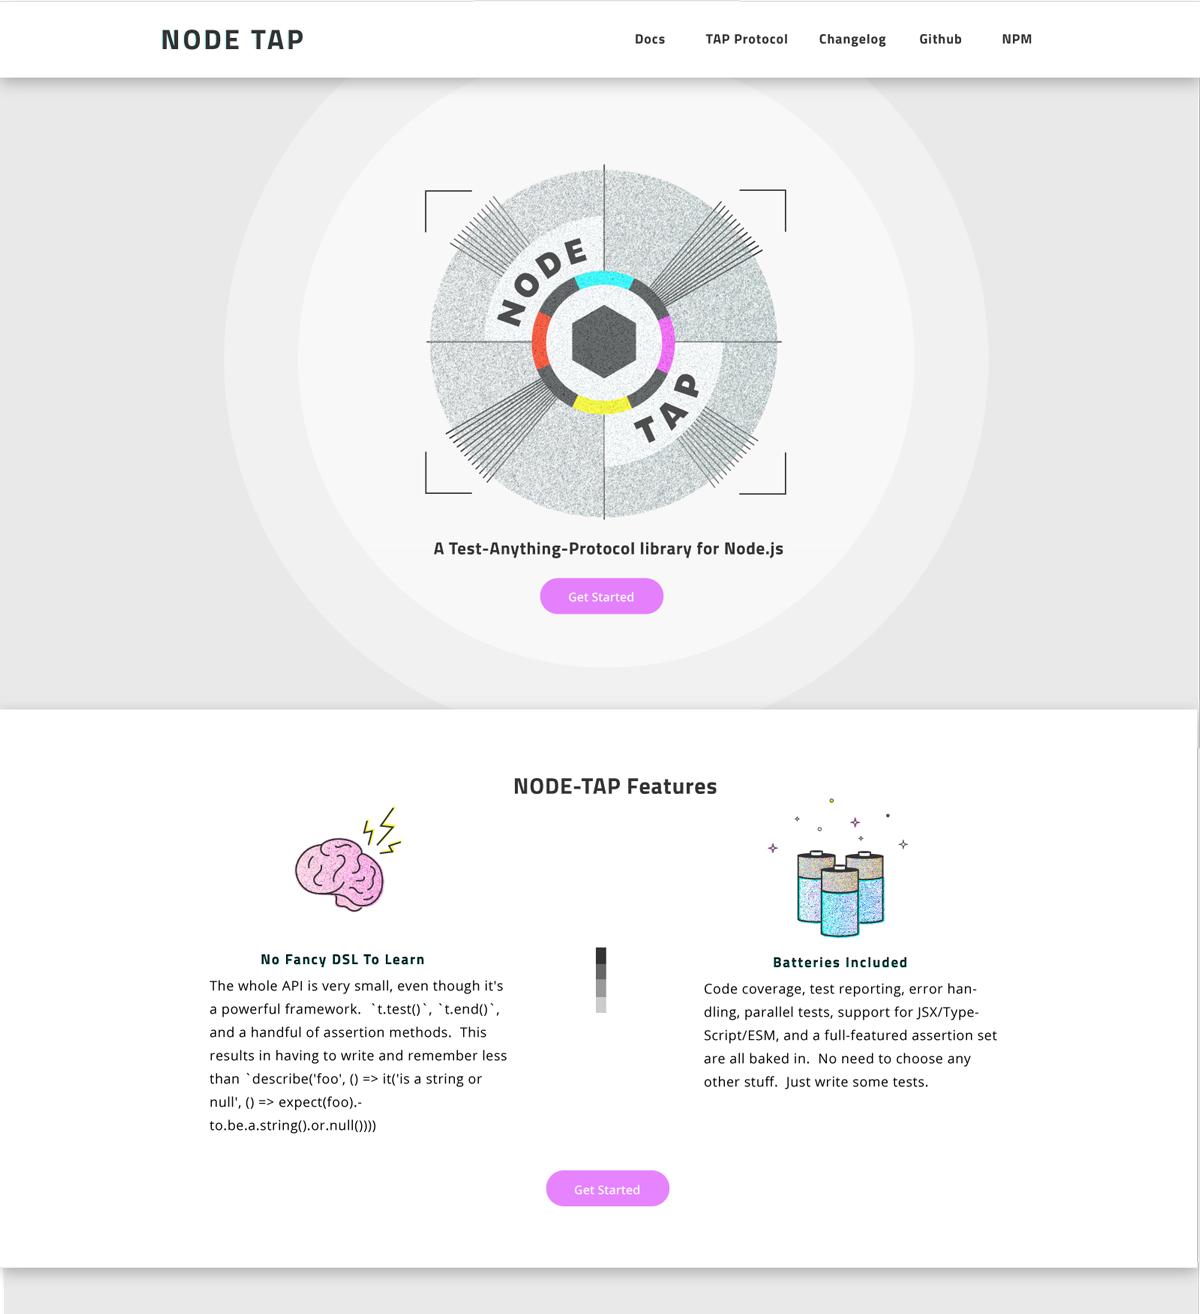 NODE TAP
Docs
TAP Protocol
Changelog
Github
NPM
NODE
TAP
A Test-Anything-Protocol library for Node.js
Get Started
NODE-TAP Features
No Fancy DSL To Learn
The whole API is very small, even though it's
a powerful framework.  `t.test()`, `t.end()`,
and a handful of assertion methods.  This
results in having to write and remember less
than `describe('foo', () => it('is a string or
null', () => expect(foo).-
to.be.a.string().or.null())))
Batteries Included
Code coverage, test reporting, error han-
dling, parallel tests, support for JSX/Type-
Script/ESM, and a full-featured assertion set
are all baked in.  No need to choose any
other stuff.  Just write some tests.
Get Started